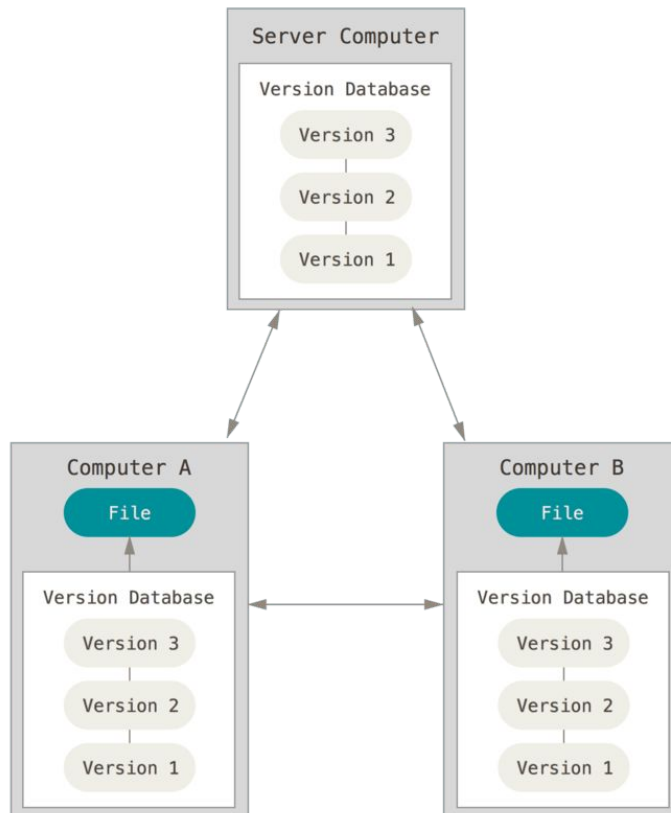 Server Computer
Version Database
Version 3
Version 2
Version 1
Computer A
File
Version Database
Version 3
Version 2
Version 1
Computer B
File
Version Database
Version 3
Version 2
Version 1